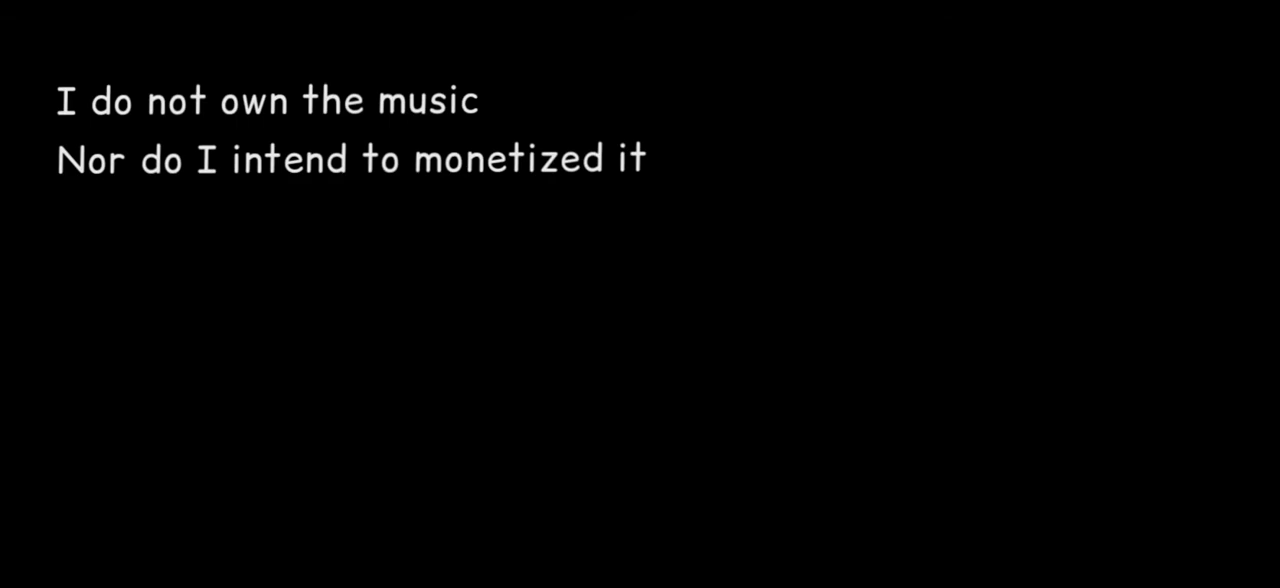 I do not own the music
Nor do I intend to monetized it